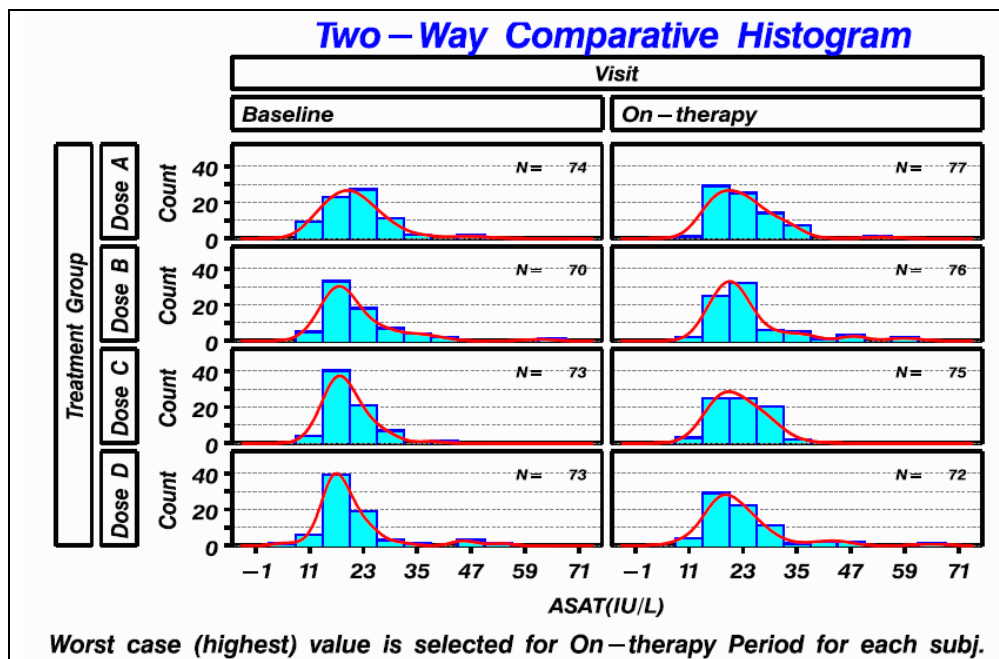 Two-Way Comparative Histogram
Visit
Baseline
On-therapy
Treatment Group
Dose A
Count
40
20
0
N= 74
N= 77
Dose B
Count
40
20
0
N= 70
N= 76
Dose C
Count
40
20
0
N= 73
N= 75
Dose D
Count
40
20
0
N= 73
N= 72
-1 11 23 35 47 59 71
-1 11 23 35 47 59 71
ASAT(IU/L)
Worst case (highest) value is selected for On-therapy Period for each subj.